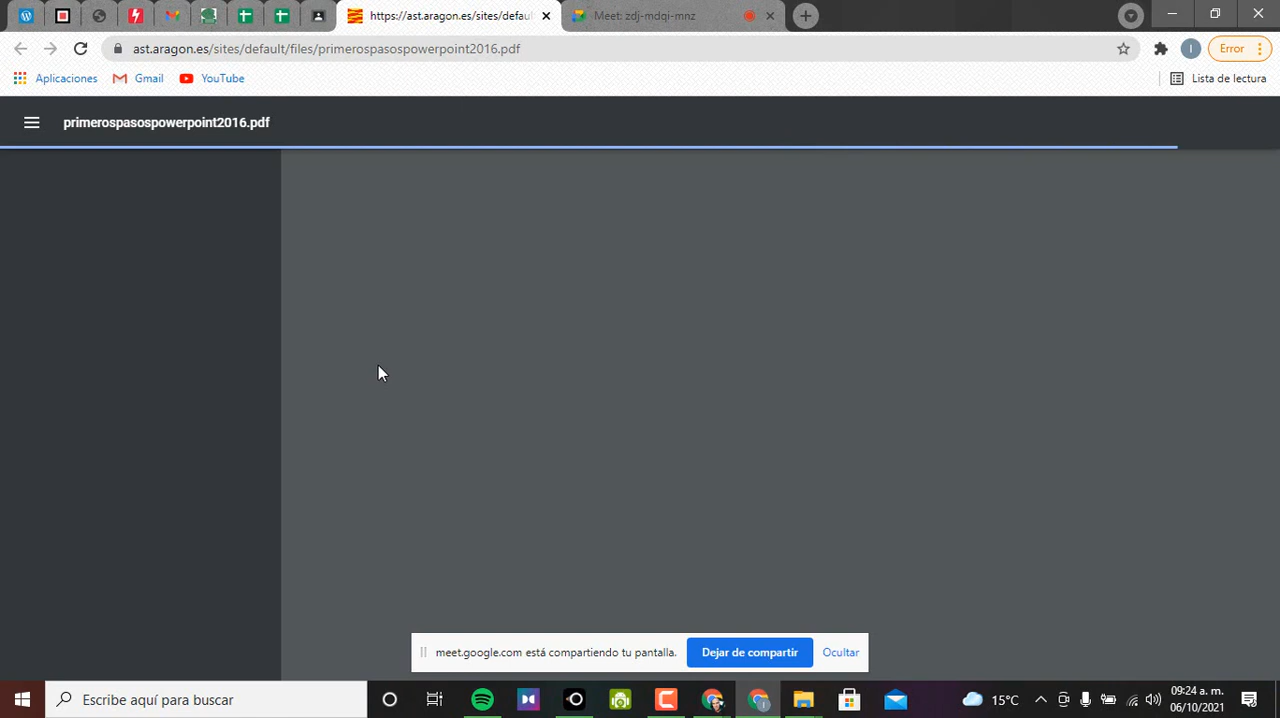 https://ast.aragon.es/sites/defau
Meet: zdj-mdqi-mnz
ast.aragon.es/sites/default/files/primerospasospowerpoint2016.pdf
I
Error
Aplicaciones
Gmail
YouTube
Lista de lectura
primerospasospowerpoint2016.pdf
meet.google.com está compartiendo tu pantalla.
Dejar de compartir
Ocultar
Escribe aquí para buscar
15°C
09:24 a. m.
06/10/2021